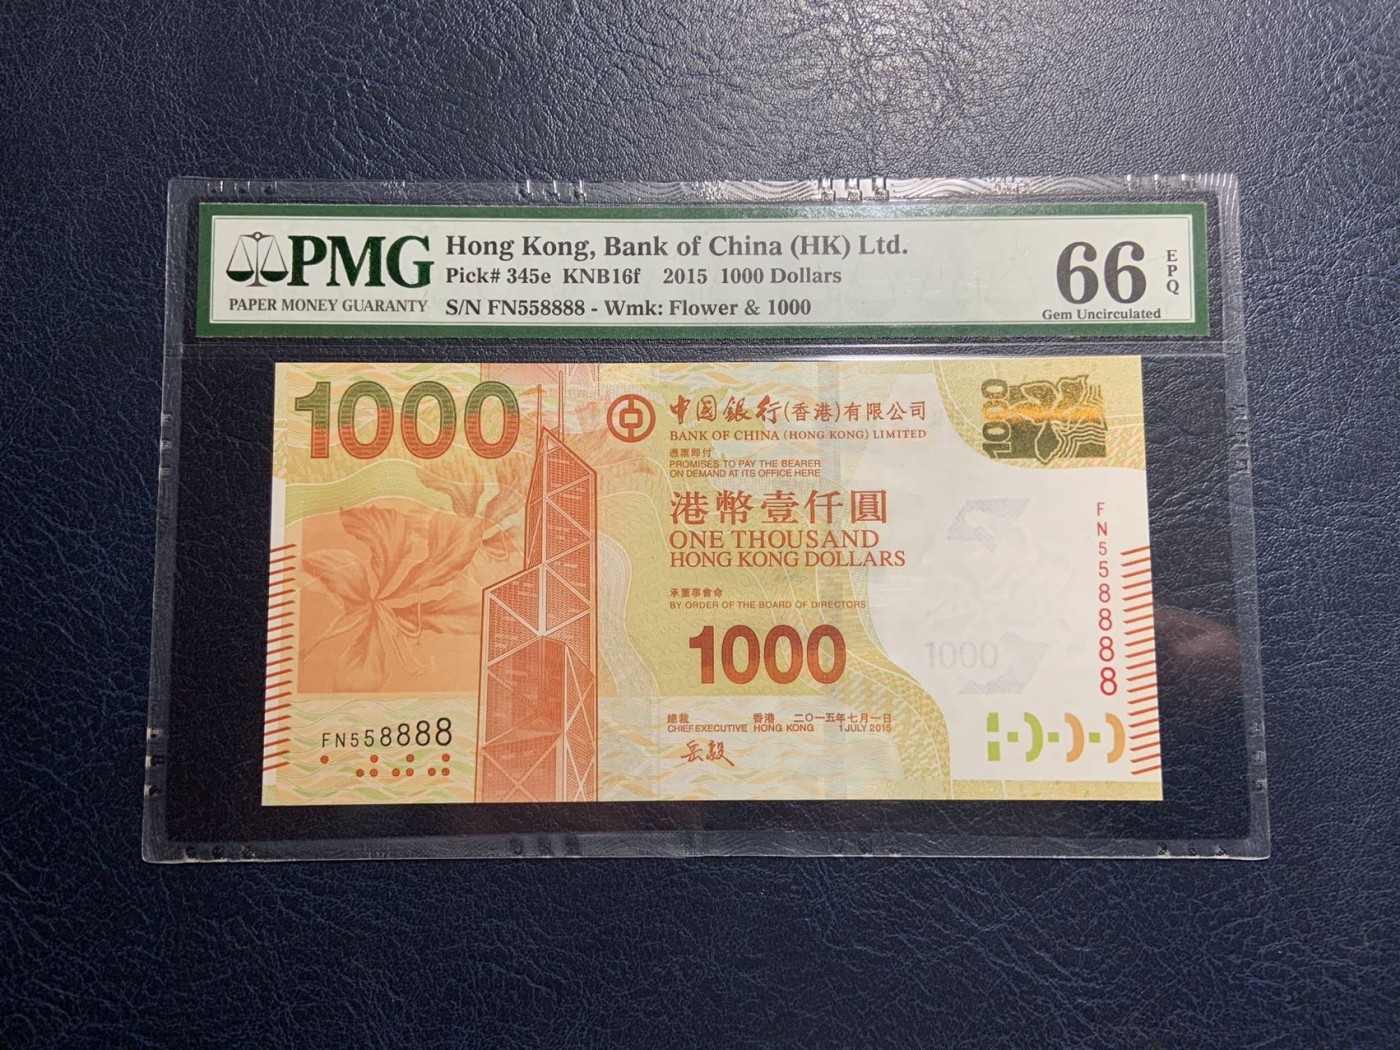 PMG
PAPER MONEY GUARANTY
Hong Kong, Bank of China (HK) Ltd.
Pick# 345e KNB16f 2015 1000 Dollars
S/N FN558888 - Wmk: Flower & 1000
66
EPQ
Gem Uncirculated
1000
中國銀行(香港)有限公司
BANK OF CHINA (HONG KONG) LIMITED
憑票即付
PROMISES TO PAY THE BEARER
ON DEMAND AT ITS OFFICE HERE
港幣壹仟圓
ONE THOUSAND
HONG KONG DOLLARS
承董事會命
BY ORDER OF THE BOARD OF DIRECTORS
1000
總裁 香港 二〇一五年七月一日
CHIEF EXECUTIVE HONG KONG 1 JULY 2015
岳毅
FN558888
1000
FN558888
1000
1000